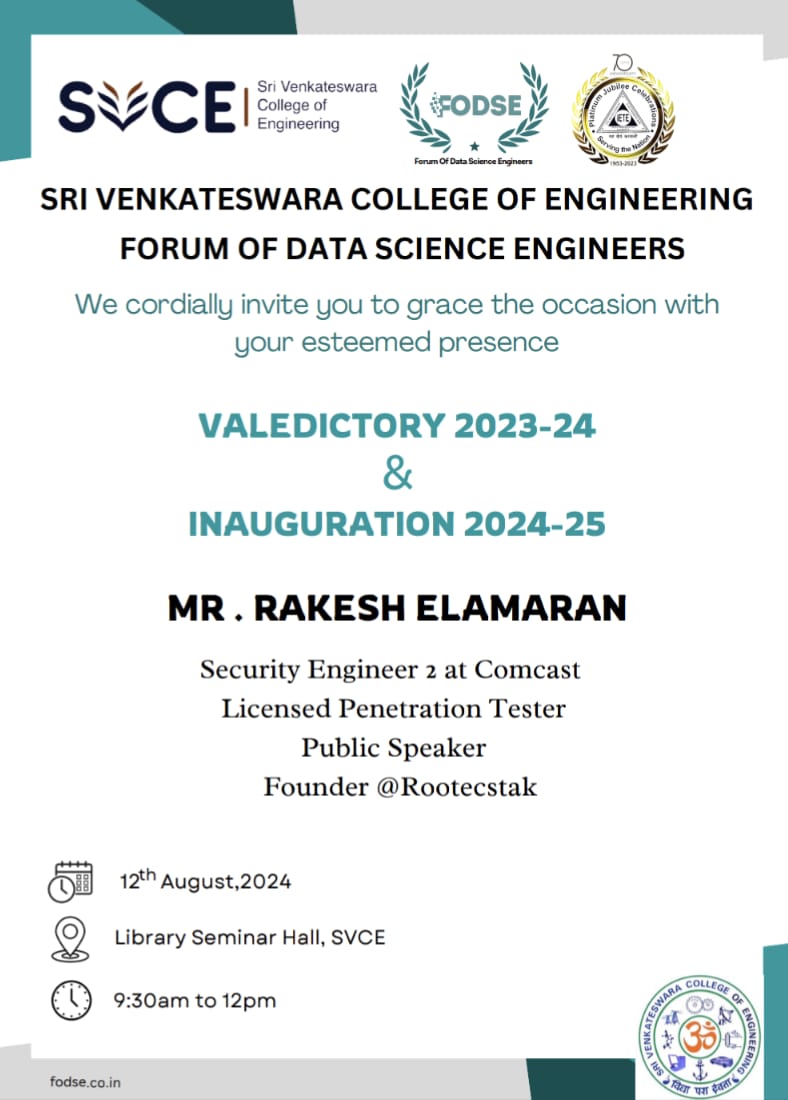 SVCE
Sri Venkateswara
College of
Engineering
FODSE
Forum Of Data Science Engineers
70
Platinum Jubilee Celebrations
IETE
Serving the Nation
1953-2023
SRI VENKATESWARA COLLEGE OF ENGINEERING
FORUM OF DATA SCIENCE ENGINEERS
We cordially invite you to grace the occasion with
your esteemed presence
VALEDICTORY 2023-24
&
INAUGURATION 2024-25
MR . RAKESH ELAMARAN
Security Engineer 2 at Comcast
Licensed Penetration Tester
Public Speaker
Founder @Rootecstak
12th August,2024
Library Seminar Hall, SVCE
9:30am to 12pm
SRI VENKATESWARA COLLEGE OF ENGINEERING
ॐ
विद्या परा देवता
fodse.co.in